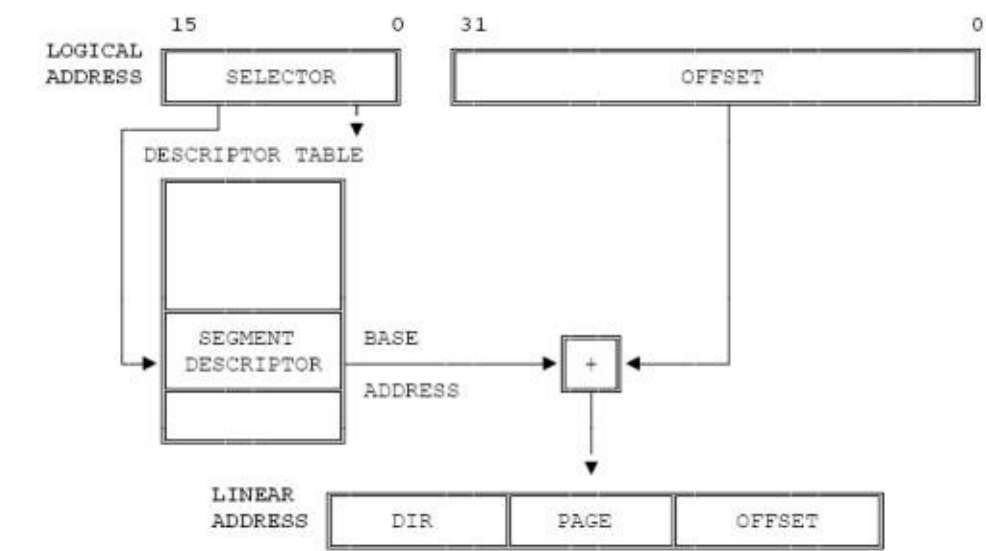 15 0 31 0
LOGICAL
ADDRESS SELECTOR OFFSET
DESCRIPTOR TABLE
SEGMENT BASE
DESCRIPTOR +
ADDRESS
LINEAR
ADDRESS DIR PAGE OFFSET